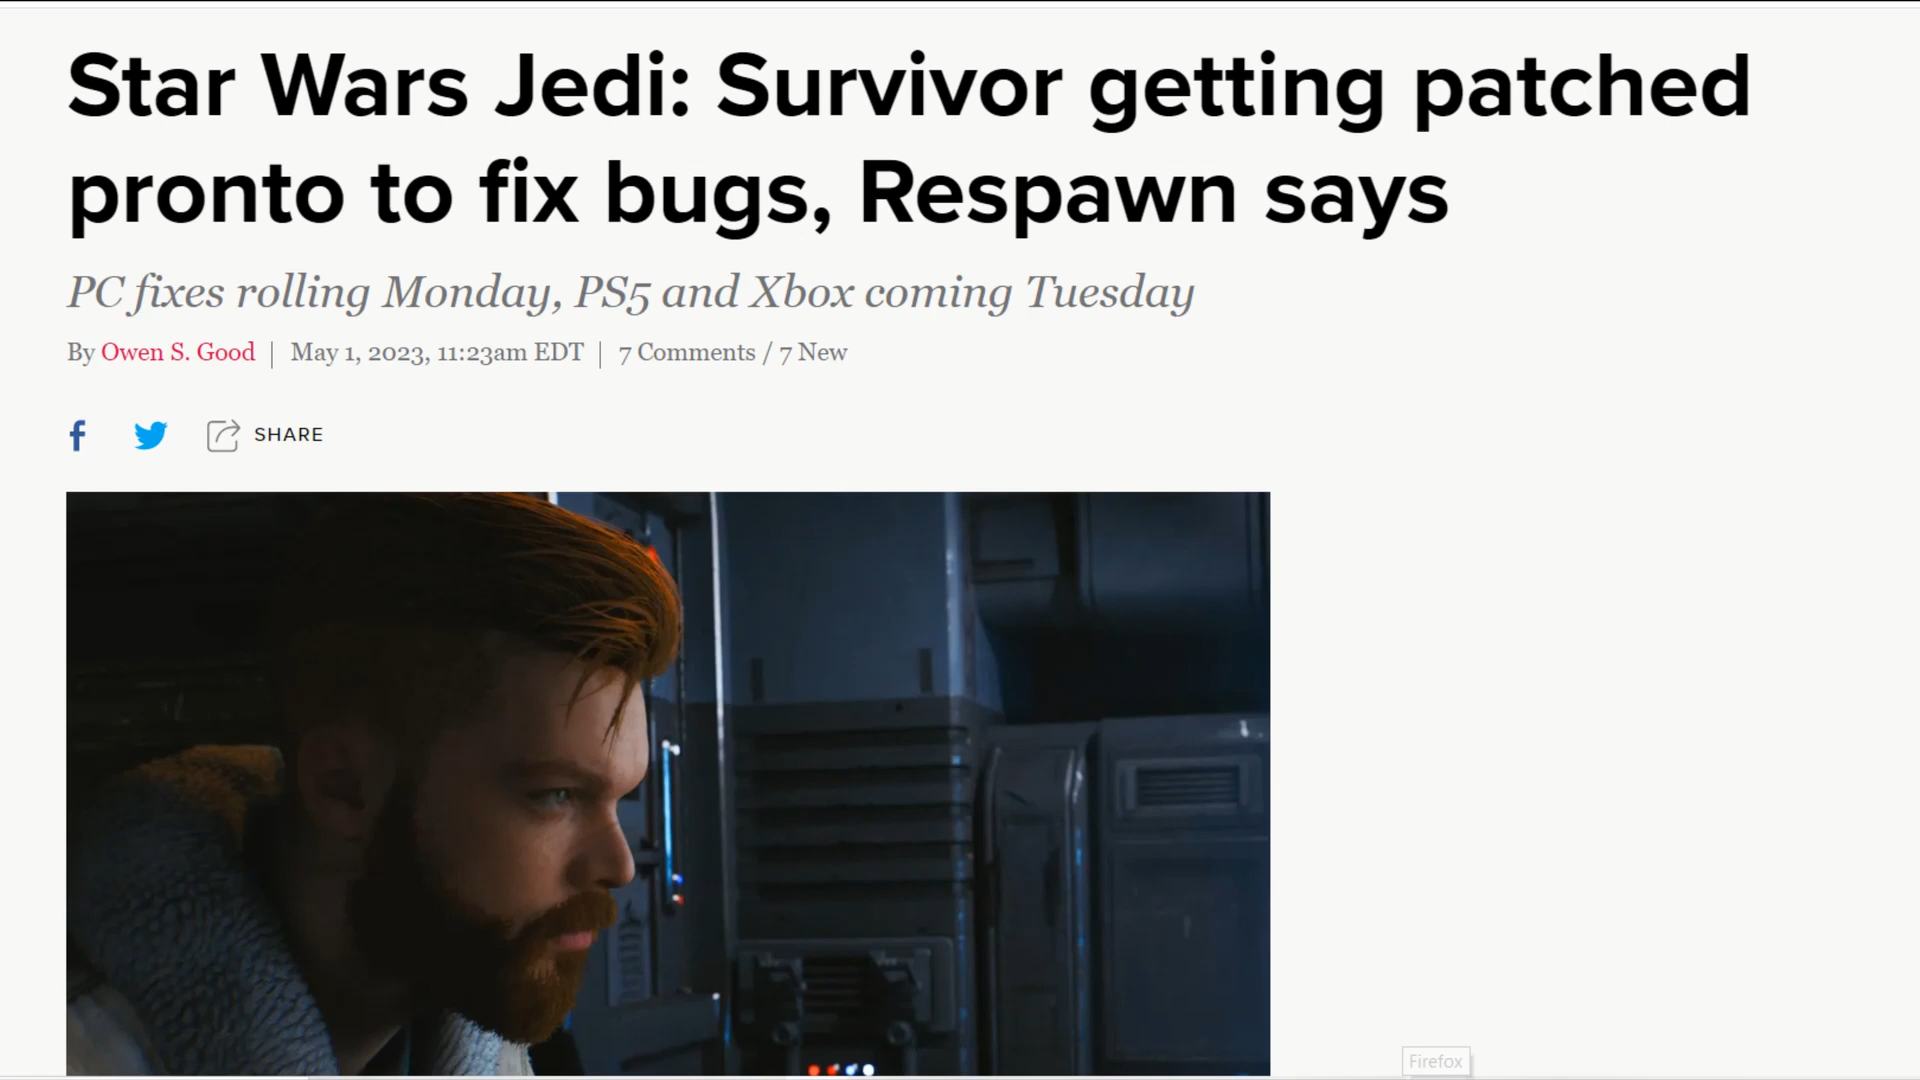 Star Wars Jedi: Survivor getting patched
pronto to fix bugs, Respawn says
PC fixes rolling Monday, PS5 and Xbox coming Tuesday
By Owen S. Good | May 1, 2023, 11:23am EDT | 7 Comments / 7 New
SHARE
Firefox